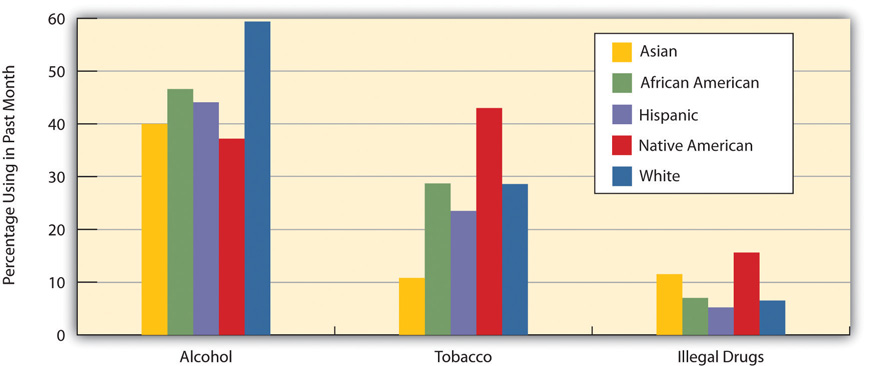 Percentage Using in Past Month
60
50
40
30
20
10
0
Asian
African American
Hispanic
Native American
White
Alcohol
Tobacco
Illegal Drugs